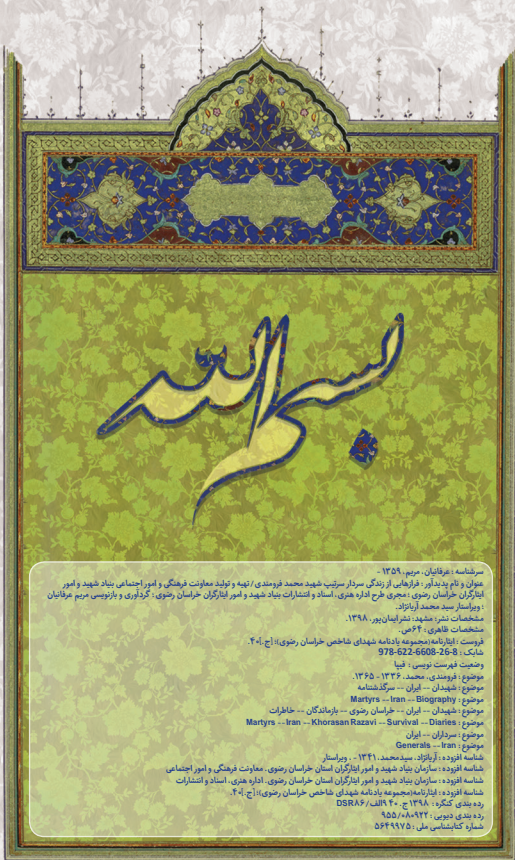 بسم الله
سرشناسه : عرفانیان، مریم، ۱۳۵۹ -
عنوان و نام پدیدآور : فرازهایی از زندگی سردار سرتیپ شهید محمد فرومندی / تهیه و تولید معاونت فرهنگی و امور اجتماعی بنیاد شهید و امور
ایثارگران خراسان رضوی ؛ مجری طرح اداره هنری، اسناد و انتشارات بنیاد شهید و امور ایثارگران خراسان رضوی ؛ گردآوری و بازنویسی مریم عرفانیان
؛ ویراستار سید محمد آریانژاد.
مشخصات نشر : مشهد: نشر ایمان‌پور، ۱۳۹۸.
مشخصات ظاهری : ۶۴ص.
فروست : ایثارنامه(مجموعه یادنامه شهدای شاخص خراسان رضوی)؛ [ج.] ۴۰.
شابک : 978-622-6608-26-8
وضعیت فهرست نویسی : فیپا
موضوع : فرومندی، محمد، ۱۳۳۶ - ۱۳۶۵.
موضوع : شهیدان -- ایران -- سرگذشتنامه
موضوع : Martyrs -- Iran -- Biography
موضوع : شهیدان -- ایران -- خراسان رضوی -- بازماندگان -- خاطرات
موضوع : Martyrs -- Iran -- Khorasan Razavi -- Survival -- Diaries
موضوع : سرداران -- ایران
موضوع : Generals -- Iran
شناسه افزوده : آریانژاد، سیدمحمد، ۱۳۴۱ - ، ویراستار
شناسه افزوده : سازمان بنیاد شهید و امور ایثارگران استان خراسان رضوی. معاونت فرهنگی و امور اجتماعی
شناسه افزوده : سازمان بنیاد شهید و امور ایثارگران استان خراسان رضوی. اداره هنری، اسناد و انتشارات
شناسه افزوده : ایثارنامه(مجموعه یادنامه شهدای شاخص خراسان رضوی)؛ [ج.] ۴۰.
رده بندی کنگره : ۱۳۹۸ ج. ۴۰ ۹الف/DSR۸۶
رده بندی دیویی : ۹۵۵/۰۸۰۹۲۲
شماره کتابشناسی ملی : ۵۶۴۹۹۷۵